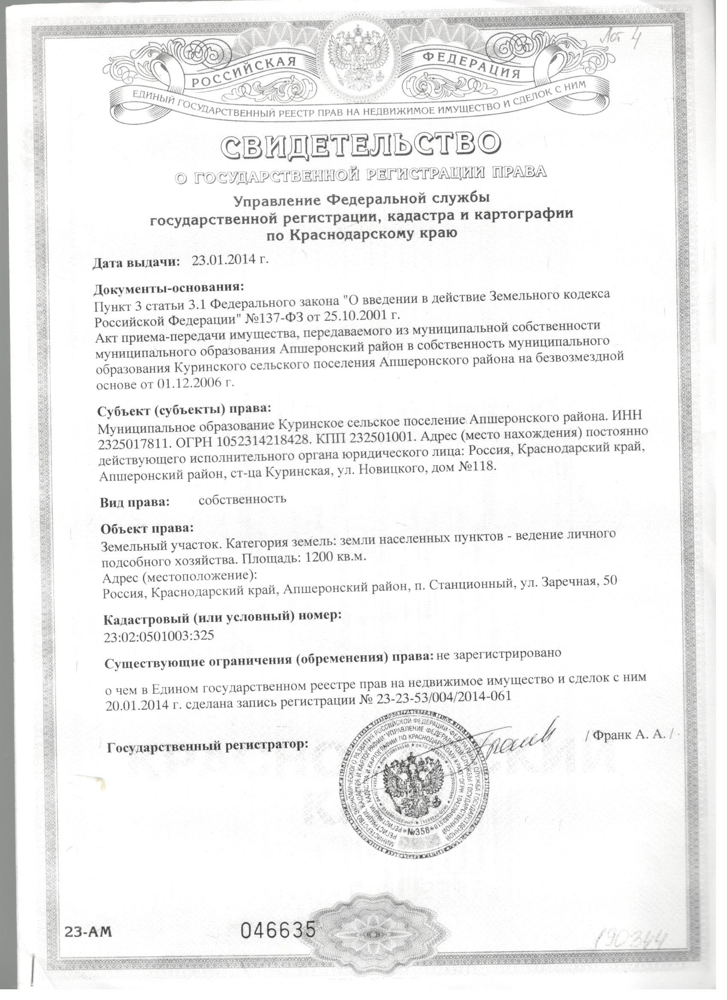 Лот 4
РОССИЙСКАЯ ФЕДЕРАЦИЯ
ЕДИНЫЙ ГОСУДАРСТВЕННЫЙ РЕЕСТР ПРАВ НА НЕДВИЖИМОЕ ИМУЩЕСТВО И СДЕЛОК С НИМ
СВИДЕТЕЛЬСТВО
О ГОСУДАРСТВЕННОЙ РЕГИСТРАЦИИ ПРАВА
Управление Федеральной службы
государственной регистрации, кадастра и картографии
по Краснодарскому краю
Дата выдачи: 23.01.2014 г.
Документы-основания:
Пункт 3 статьи 3.1 Федерального закона "О введении в действие Земельного кодекса
Российской Федерации" №137-ФЗ от 25.10.2001 г.
Акт приема-передачи имущества, передаваемого из муниципальной собственности
муниципального образования Апшеронский район в собственность муниципального
образования Куринского сельского поселения Апшеронского района на безвозмездной
основе от 01.12.2006 г.
Субъект (субъекты) права:
Муниципальное образование Куринское сельское поселение Апшеронского района. ИНН
2325017811. ОГРН 1052314218428. КПП 232501001. Адрес (место нахождения) постоянно
действующего исполнительного органа юридического лица: Россия, Краснодарский край,
Апшеронский район, ст-ца Куринская, ул. Новицкого, дом №118.
Вид права: собственность
Объект права:
Земельный участок. Категория земель: земли населенных пунктов - ведение личного
подсобного хозяйства. Площадь: 1200 кв.м.
Адрес (местоположение):
Россия, Краснодарский край, Апшеронский район, п. Станционный, ул. Заречная, 50
Кадастровый (или условный) номер:
23:02:0501003:325
Существующие ограничения (обременения) права: не зарегистрировано
о чем в Едином государственном реестре прав на недвижимое имущество и сделок с ним
20.01.2014 г. сделана запись регистрации № 23-23-53/004/2014-061
Государственный регистратор: / Франк А. А. /
МИНИСТЕРСТВО ЭКОНОМИЧЕСКОГО РАЗВИТИЯ РОССИЙСКОЙ ФЕДЕРАЦИИ ФЕДЕРАЛЬНАЯ СЛУЖБА ГОСУДАРСТВЕННОЙ
РЕГИСТРАЦИИ, КАДАСТРА И КАРТОГРАФИИ УПРАВЛЕНИЕ ФЕДЕРАЛЬНОЙ СЛУЖБЫ ГОСУДАРСТВЕННОЙ
РЕГИСТРАЦИИ, КАДАСТРА И КАРТОГРАФИИ ПО КРАСНОДАРСКОМУ КРАЮ ОГРН 1042304982510
*№358*
23-АМ 046635
190344